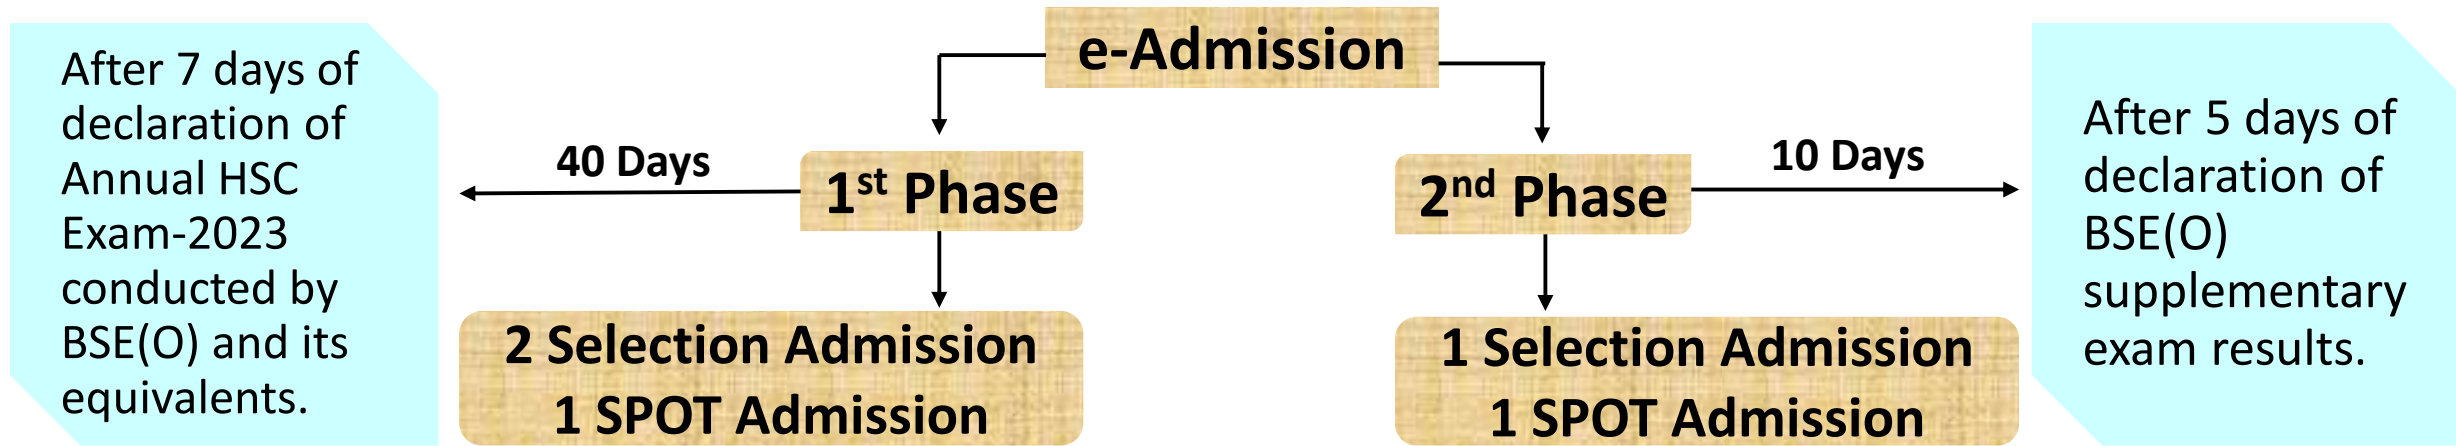 e-Admission
After 7 days of
declaration of
Annual HSC
Exam-2023
conducted by
BSE(O) and its
equivalents.
40 Days
1st Phase
2 Selection Admission
1 SPOT Admission
2nd Phase
10 Days
1 Selection Admission
1 SPOT Admission
After 5 days of
declaration of
BSE(O)
supplementary
exam results.